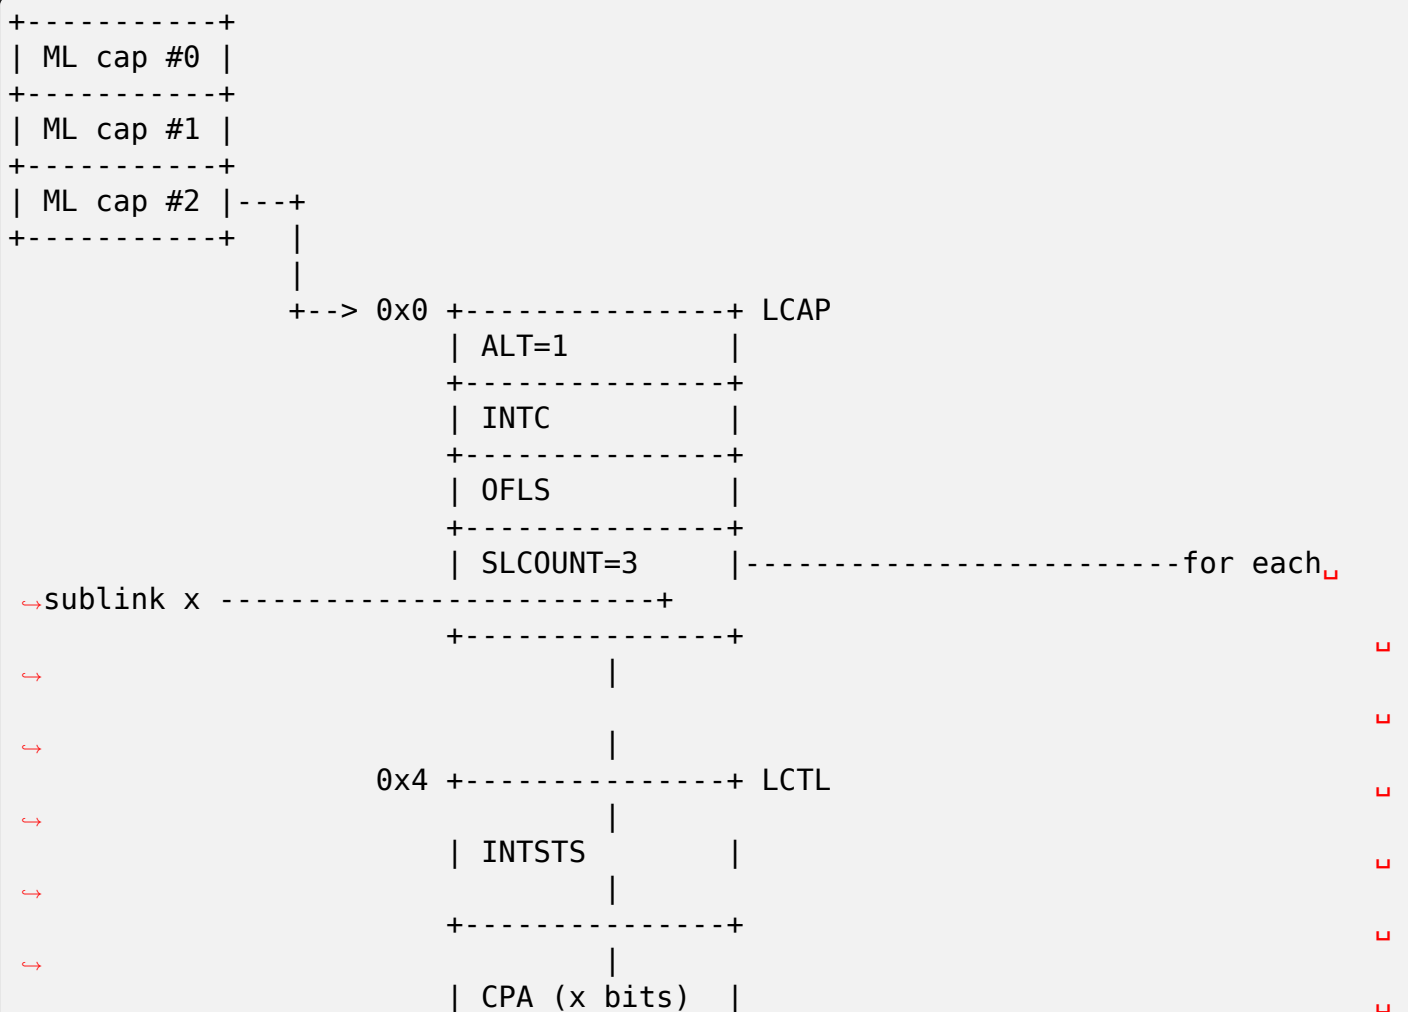 +-----------+
| ML cap #0 |
+-----------+
| ML cap #1 |
+-----------+
| ML cap #2 |---+
+-----------+   |
                |
                +--> 0x0 +---------------+ LCAP
                         | ALT=1         |
                         +---------------+
                         | INTC          |
                         +---------------+
                         | OFLS          |
                         +---------------+
                         | SLCOUNT=3     |-------------------------for each␣
↪sublink x -------------------------+
                         +---------------+                                    ␣
↪                                 |
                                                                              ␣
↪                                 |
                     0x4 +---------------+ LCTL                               ␣
↪                                 |
                         | INTSTS        |                                    ␣
↪                                 |
                         +---------------+                                    ␣
↪                                 |
                         | CPA (x bits)  |                                    ␣